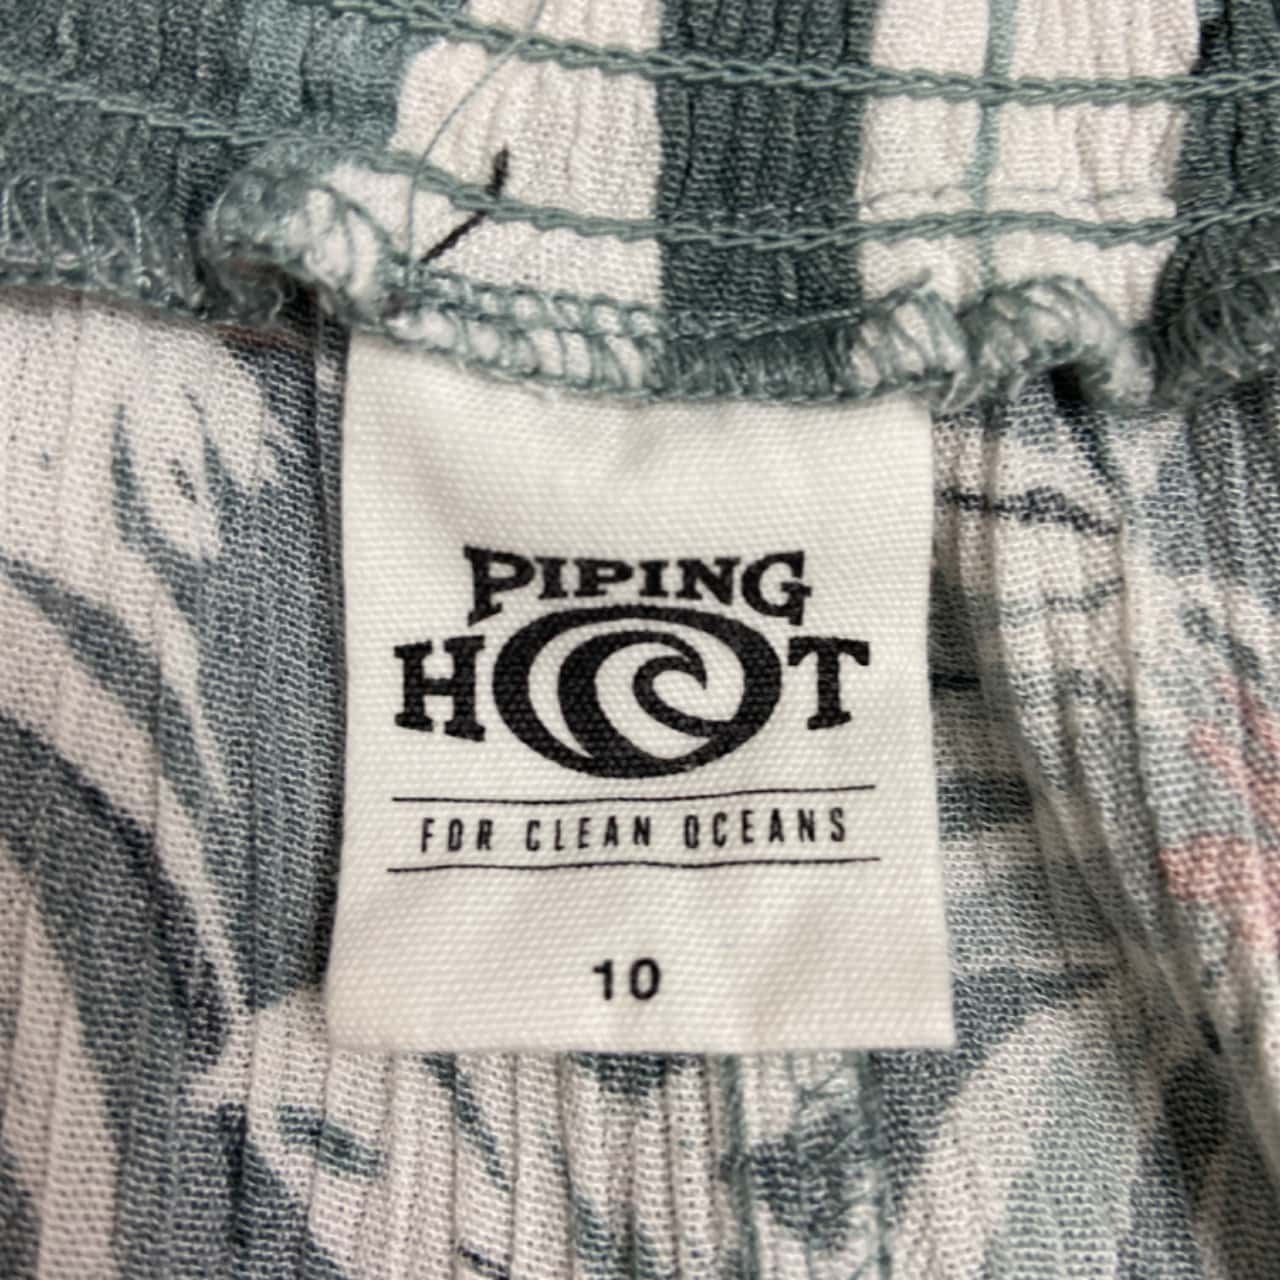 PIPING
HOT
FOR CLEAN OCEANS
10